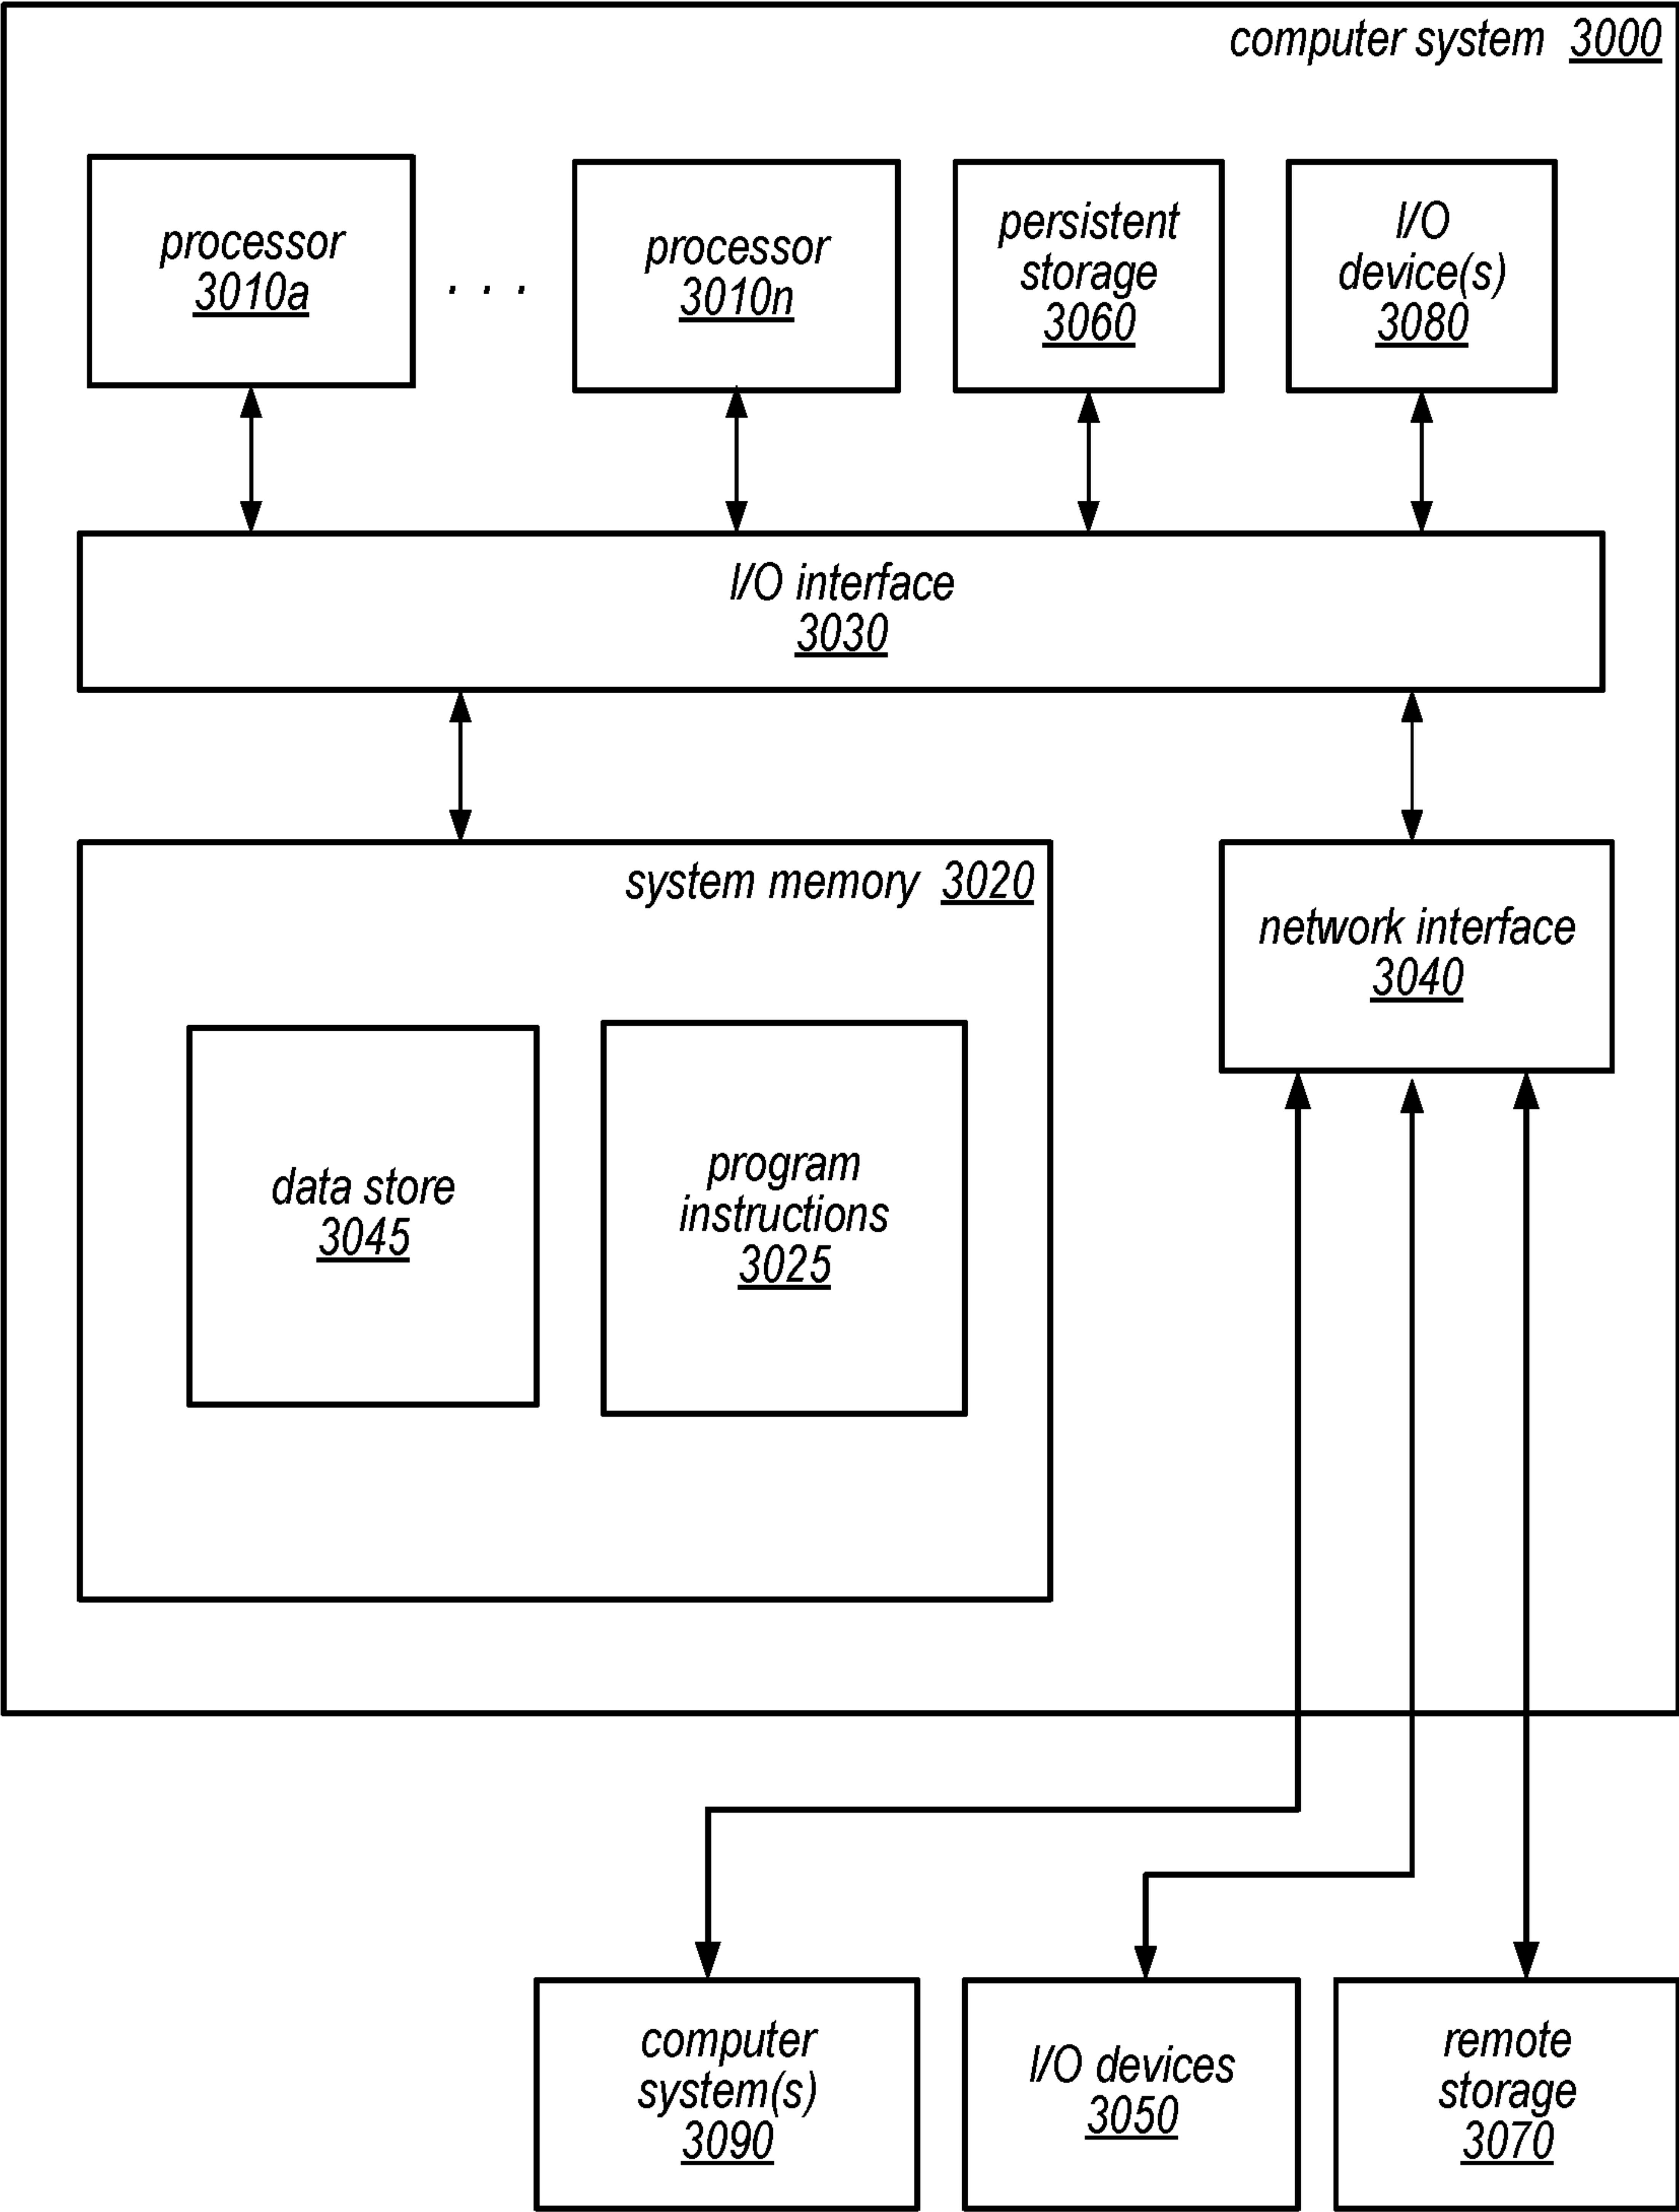 computer system 3000
processor
3010a
. . .
processor
3010n
persistent
storage
3060
I/O
device(s)
3080
I/O interface
3030
system memory 3020
network interface
3040
data store
3045
program
instructions
3025
computer
system(s)
3090
I/O devices
3050
remote
storage
3070